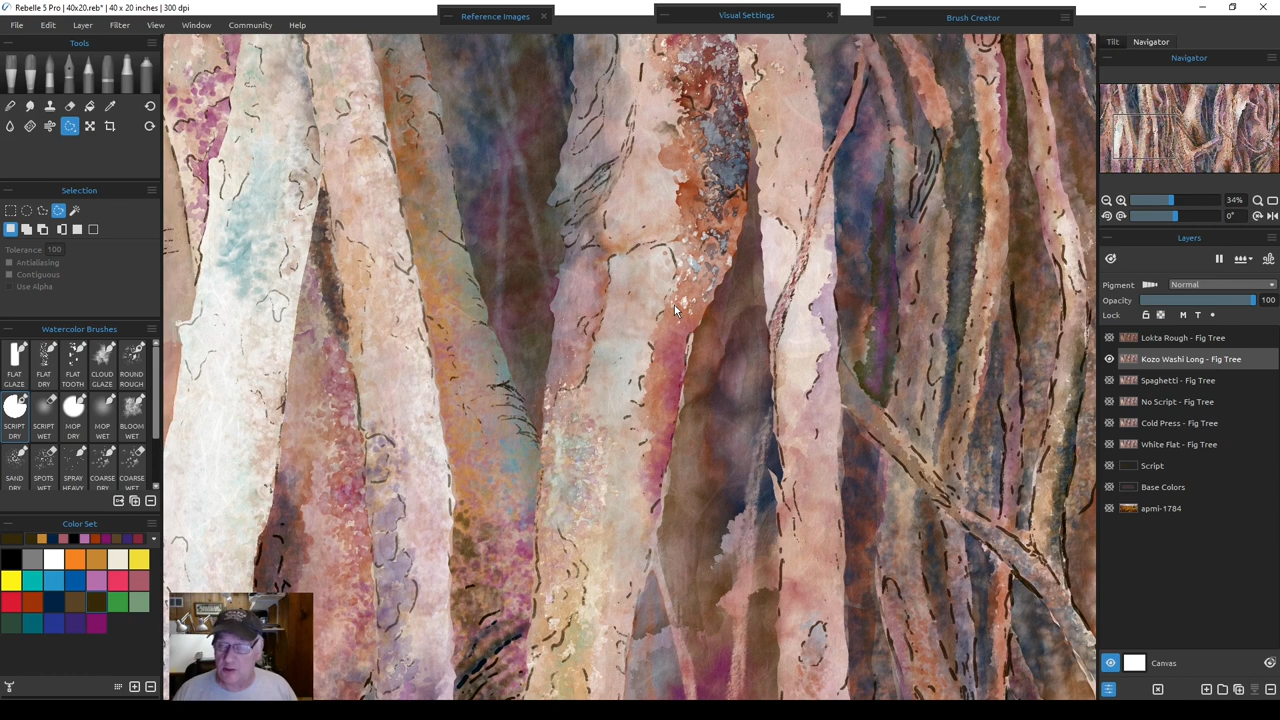 Rebelle 5 Pro | 40x20.reb* | 40 x 20 inches | 300 dpi
Reference Images
Visual Settings
Brush Creator
File Edit Layer Filter View Window Community Help
Tools
Selection
Tolerance 100
Antialiasing
Contiguous
Use Alpha
Watercolor Brushes
FLAT GLAZE
FLAT DRY
FLAT TOOTH
CLOUD GLAZE
ROUND ROUGH
SCRIPT DRY
SCRIPT WET
MOP DRY
MOP WET
BLOOM WET
SAND DRY
SPOTS WET
SPRAY HEAVY
COARSE DRY
COARSE WET
Color Set
Tilt Navigator
Navigator
34%
0°
Layers
Pigment Normal
Opacity 100
Lock M T
Lokta Rough - Fig Tree
Kozo Washi Long - Fig Tree
Spaghetti - Fig Tree
No Script - Fig Tree
Cold Press - Fig Tree
White Flat - Fig Tree
Script
Base Colors
apmi-1784
Canvas